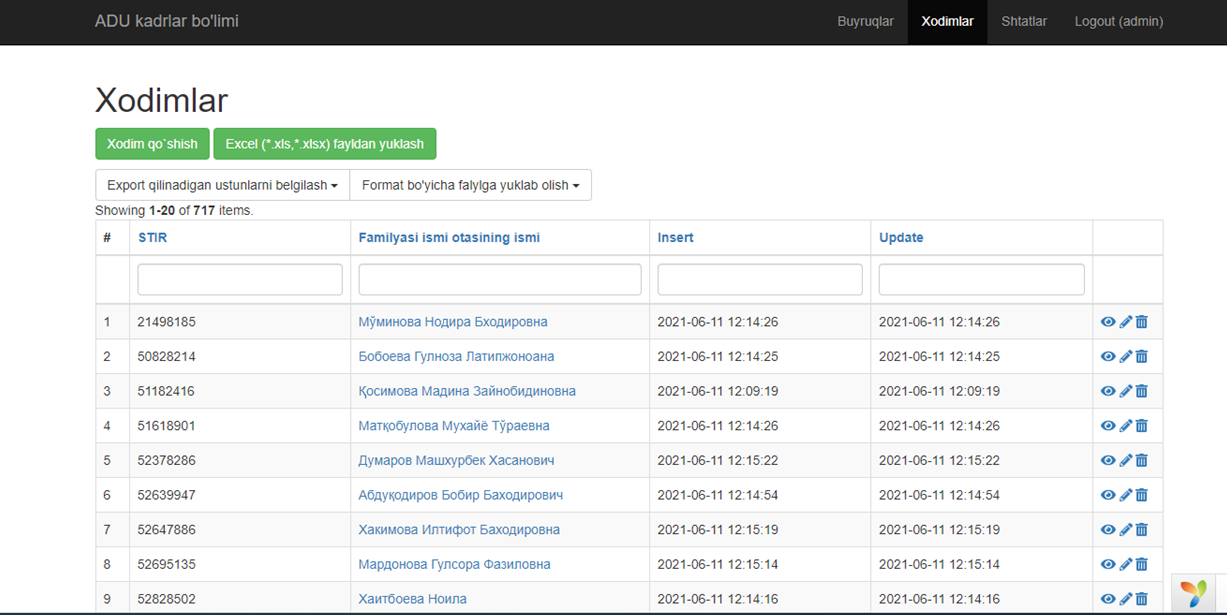 ADU kadrlar bo'limi Buyruqlar Xodimlar Shtatlar Logout (admin)
Xodimlar
Xodim qo`shish Excel (*.xls,*.xlsx) fayldan yuklash
Export qilinadigan ustunlarni belgilash Format bo'yicha falylga yuklab olish
Showing 1-20 of 717 items.
# STIR Familyasi ismi otasining ismi Insert Update
1 21498185 Мўминова Нодира Бходировна 2021-06-11 12:14:26 2021-06-11 12:14:26
2 50828214 Бобоева Гулноза Латипжоноана 2021-06-11 12:14:25 2021-06-11 12:14:25
3 51182416 Қосимова Мадина Зайнобидиновна 2021-06-11 12:09:19 2021-06-11 12:09:19
4 51618901 Матқобулова Мухайё Тўраевна 2021-06-11 12:14:26 2021-06-11 12:14:26
5 52378286 Думаров Машхурбек Хасанович 2021-06-11 12:15:22 2021-06-11 12:15:22
6 52639947 Абдуқодиров Бобир Баходирович 2021-06-11 12:14:54 2021-06-11 12:14:54
7 52647886 Хакимова Илтифот Баходировна 2021-06-11 12:15:19 2021-06-11 12:15:19
8 52695135 Мардонова Гулсора Фазиловна 2021-06-11 12:15:14 2021-06-11 12:15:14
9 52828502 Хаитбоева Ноила 2021-06-11 12:14:16 2021-06-11 12:14:16